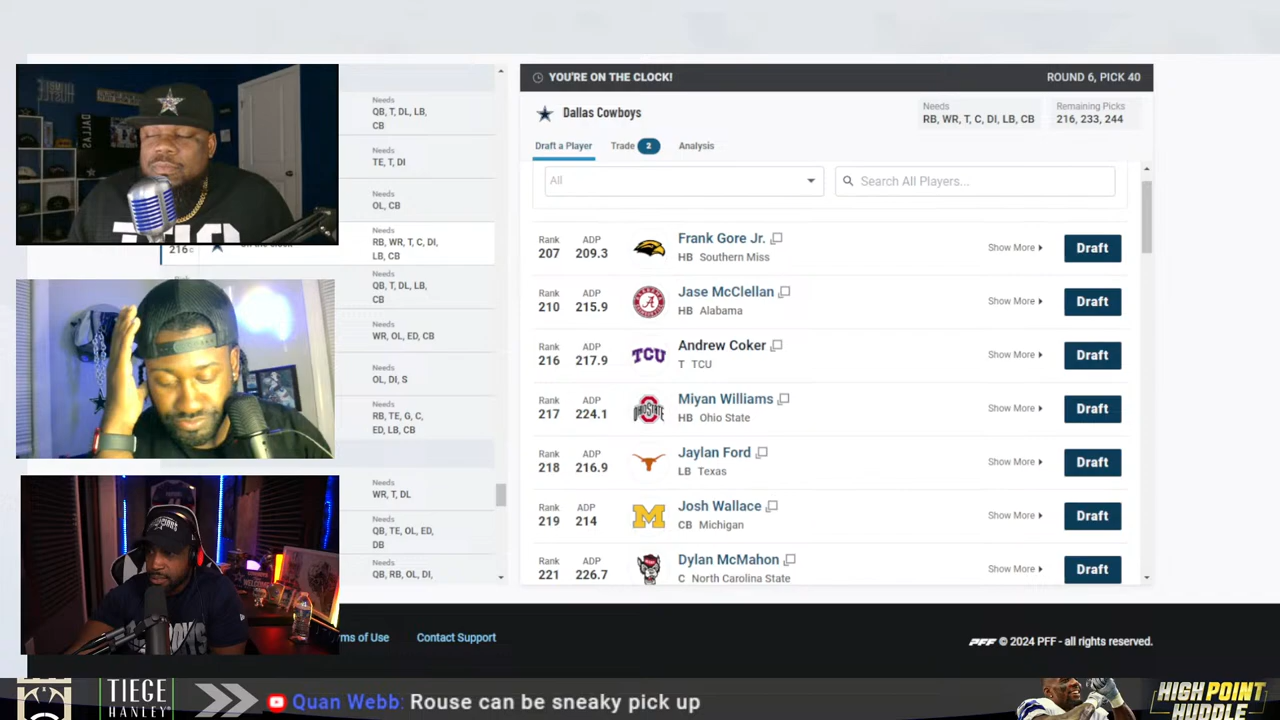 YOU'RE ON THE CLOCK!
ROUND 6, PICK 40
Dallas Cowboys
Needs
RB, WR, T, C, DI, LB, CB
Remaining Picks
216, 233, 244
Draft a Player
Trade 2
Analysis
All
Search All Players...
Rank
207
ADP
209.3
Frank Gore Jr.
HB Southern Miss
Show More
Draft
Rank
210
ADP
215.9
Jase McClellan
HB Alabama
Show More
Draft
Rank
216
ADP
217.9
TCU
Andrew Coker
T TCU
Show More
Draft
Rank
217
ADP
224.1
OHIO STATE
Miyan Williams
HB Ohio State
Show More
Draft
Rank
218
ADP
216.9
Jaylan Ford
LB Texas
Show More
Draft
Rank
219
ADP
214
M
Josh Wallace
CB Michigan
Show More
Draft
Rank
221
ADP
226.7
Dylan McMahon
C North Carolina State
Show More
Draft
Needs
QB, T, DL, LB,
CB
Needs
TE, T, DI
Needs
OL, CB
216
Needs
RB, WR, T, C, DI,
LB, CB
Needs
QB, T, DL, LB,
CB
Needs
WR, OL, ED, CB
Needs
OL, DI, S
Needs
RB, TE, G, C,
ED, LB, CB
Needs
WR, T, DL
Needs
QB, TE, OL, ED,
DB
Needs
QB, RB, OL, DI,
ms of Use
Contact Support
PFF © 2024 PFF - all rights reserved.
TIEGE
HANLEY
Quan Webb: Rouse can be sneaky pick up
HIGH POINT
HUDDLE